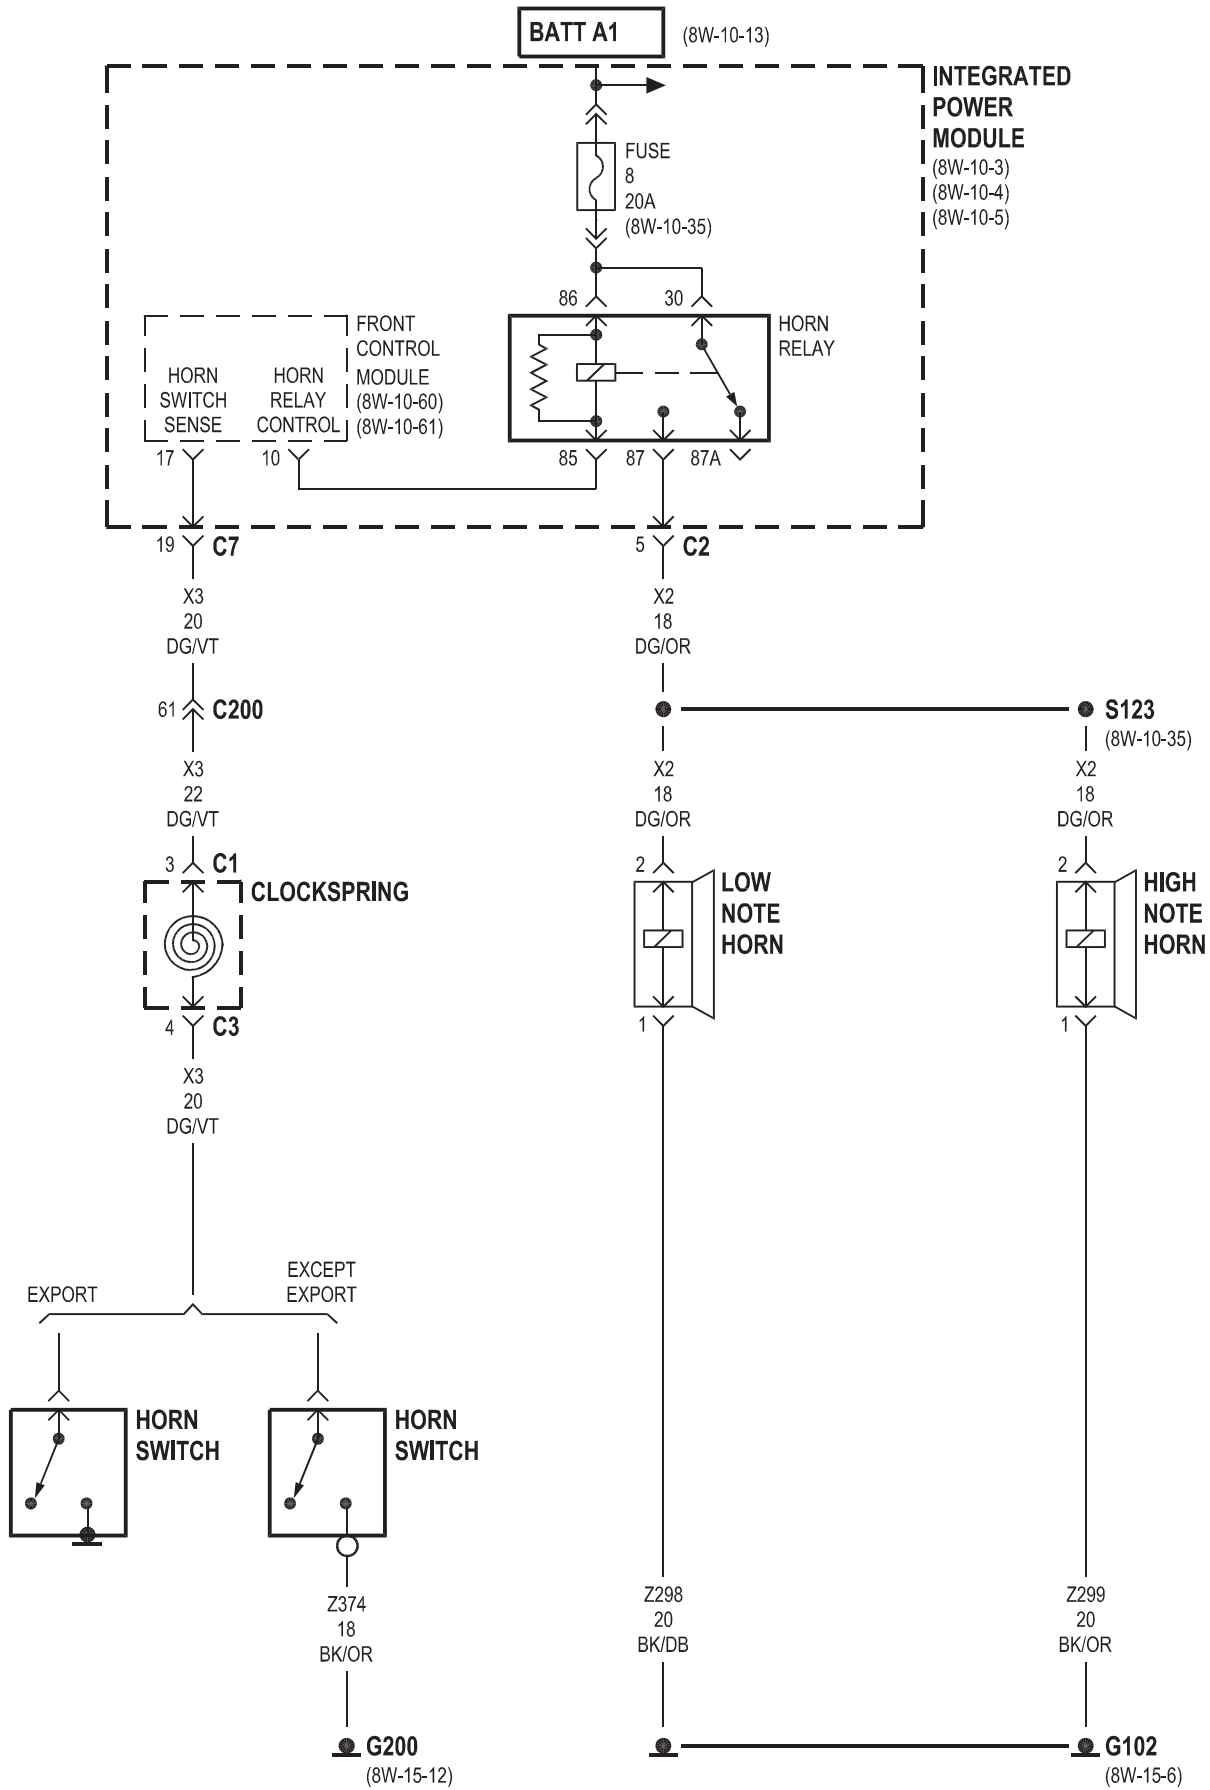 BATT A1
(8W-10-13)
INTEGRATED
POWER
MODULE
(8W-10-3)
(8W-10-4)
(8W-10-5)
FUSE
8
20A
(8W-10-35)
86
30
HORN
RELAY
FRONT
CONTROL
MODULE
(8W-10-60)
(8W-10-61)
HORN
SWITCH
SENSE
HORN
RELAY
CONTROL
17
10
85
87
87A
19
C7
5
C2
X3
20
DG/VT
X2
18
DG/OR
61
C200
S123
(8W-10-35)
X3
22
DG/VT
X2
18
DG/OR
X2
18
DG/OR
3
C1
2
2
CLOCKSPRING
LOW
NOTE
HORN
HIGH
NOTE
HORN
4
C3
1
1
X3
20
DG/VT
EXPORT
EXCEPT
EXPORT
HORN
SWITCH
HORN
SWITCH
Z374
18
BK/OR
Z298
20
BK/DB
Z299
20
BK/OR
G200
(8W-15-12)
G102
(8W-15-6)